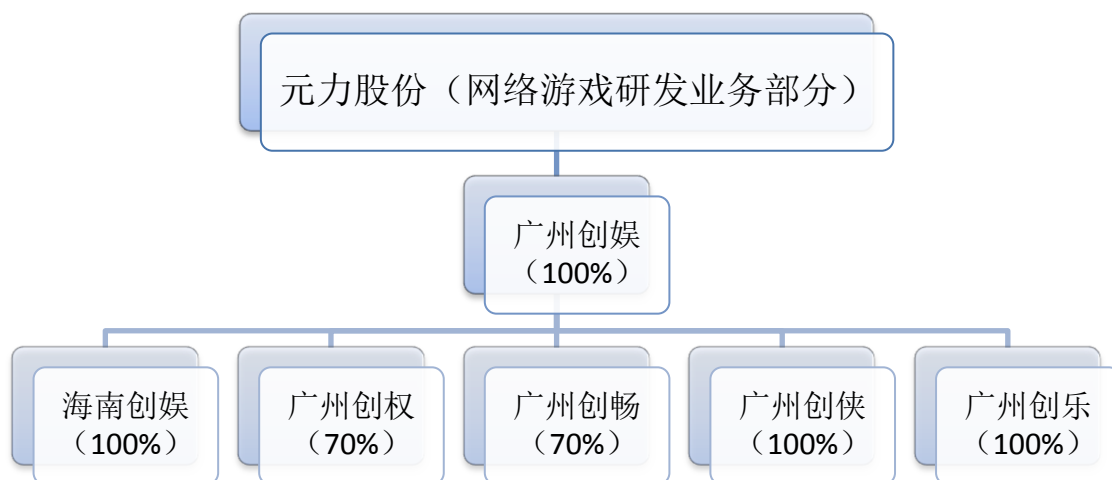 元力股份（网络游戏研发业务部分）
广州创娱
（100%）
海南创娱
（100%）
广州创权
（70%）
广州创畅
（70%）
广州创侠
（100%）
广州创乐
（100%）